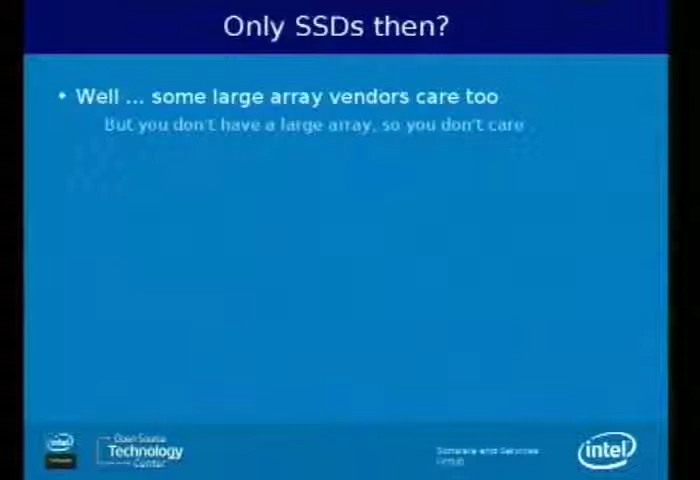 Only SSDs then?
• Well ... some large array vendors care too
But you don't have a large array, so you don't care
intel
Open Source
Technology
Center
Software and Services
Group
intel